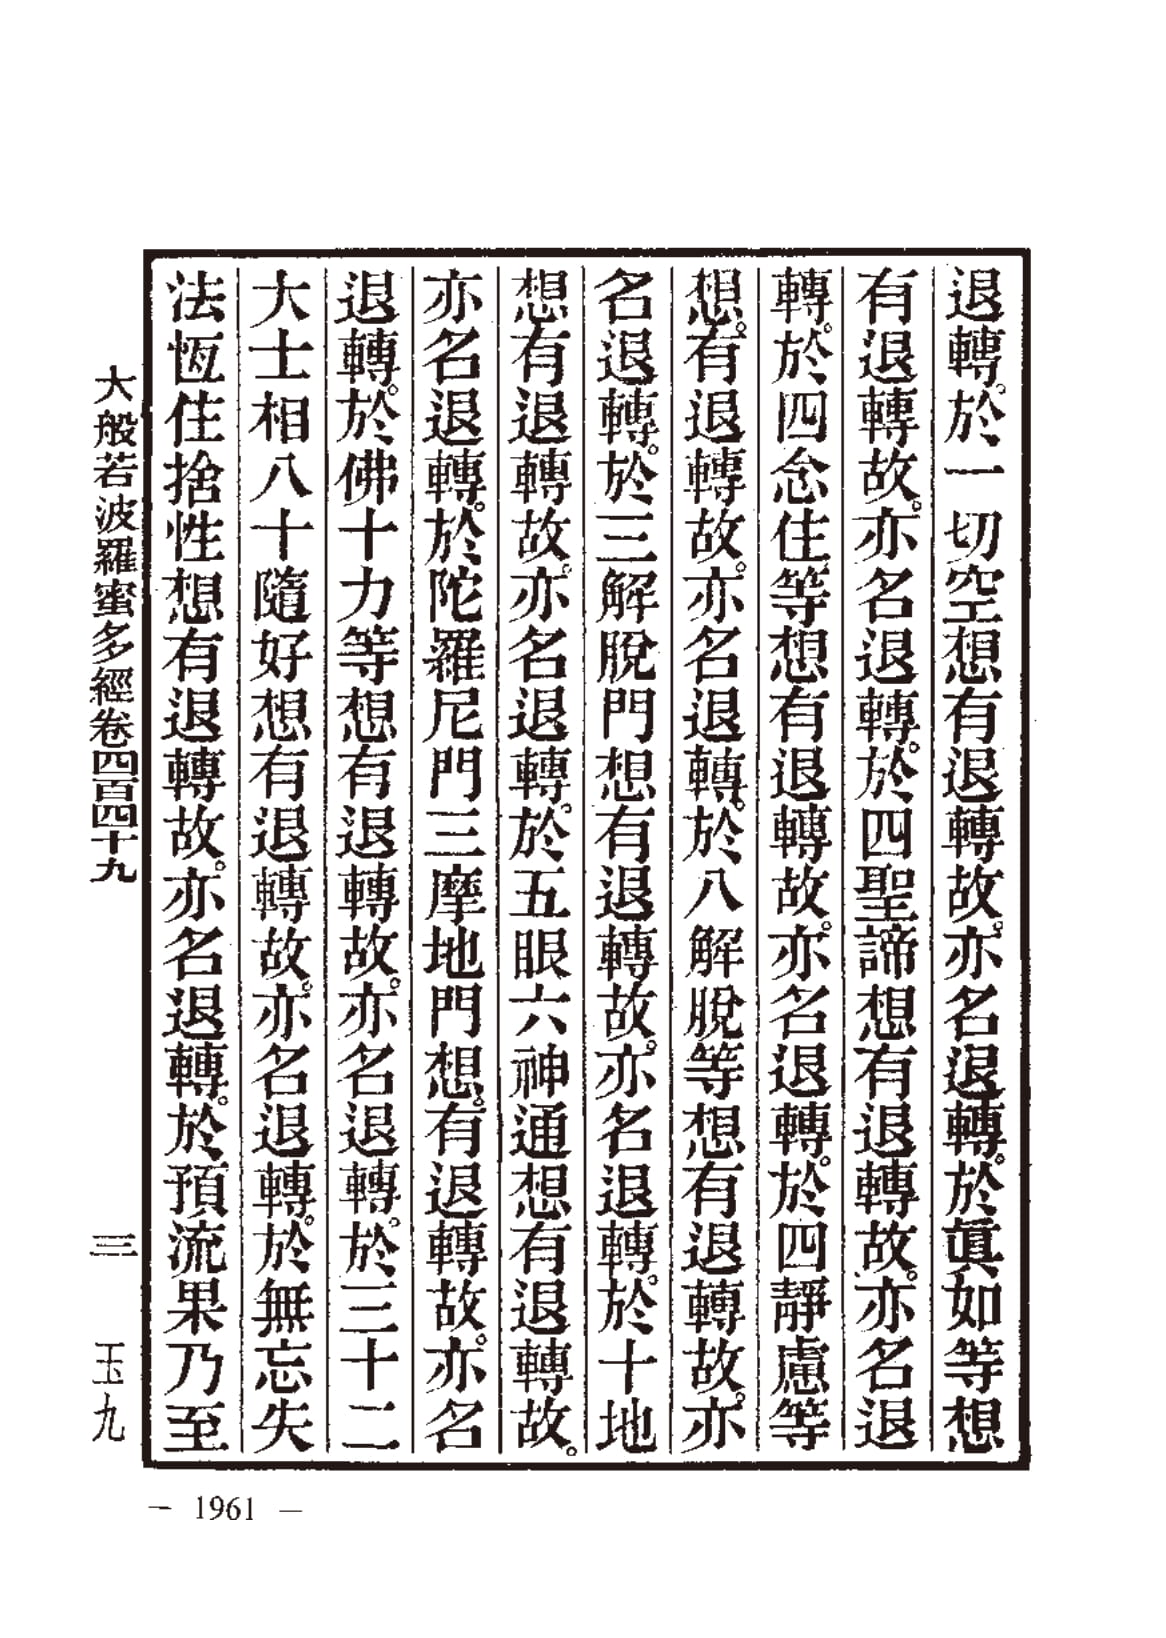 退轉。於一切空想有退轉故。亦名退轉。於眞如等想
有退轉故。亦名退轉。於四聖諦想有退轉故。亦名退
轉。於四念住等想有退轉故。亦名退轉。於四靜慮等
想。有退轉故。亦名退轉。於八解脫等想有退轉故。亦
名退轉。於三解脫門想有退轉故。亦名退轉。於十地
想有退轉故。亦名退轉。於五眼六神通想有退轉故。
亦名退轉。於陀羅尼門三摩地門想。有退轉故。亦名
退轉。於佛十力等想有退轉故。亦名退轉。於三十二
大士相八十隨好想有退轉故。亦名退轉。於無忘失
法恆住捨性想有退轉故。亦名退轉。於預流果乃至
大般若波羅蜜多經卷四百四十九 三 玉九
— 1961 —